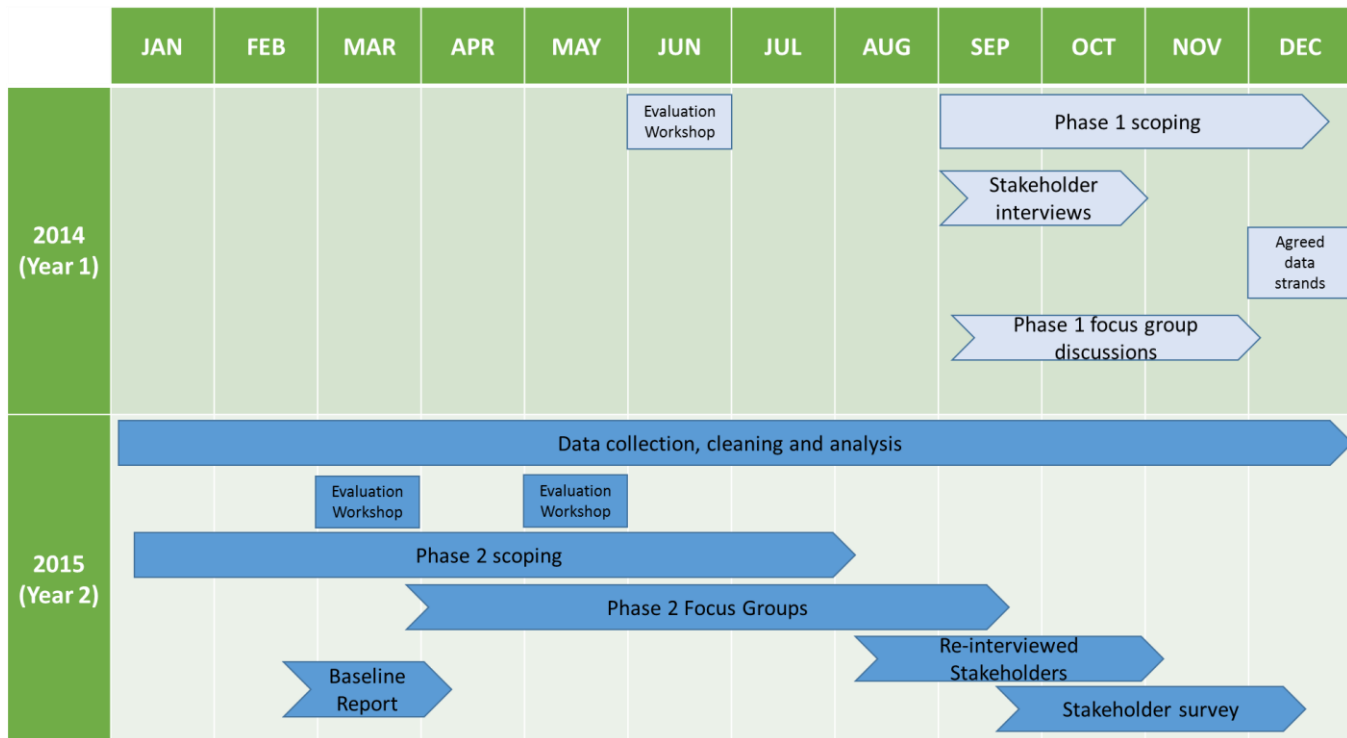 JAN FEB MAR APR MAY JUN JUL AUG SEP OCT NOV DEC
2014
(Year 1)
Evaluation
Workshop
Phase 1 scoping
Stakeholder
interviews
Agreed
data
strands
Phase 1 focus group
discussions
2015
(Year 2)
Data collection, cleaning and analysis
Evaluation
Workshop
Evaluation
Workshop
Phase 2 scoping
Phase 2 Focus Groups
Re-interviewed
Stakeholders
Baseline
Report
Stakeholder survey